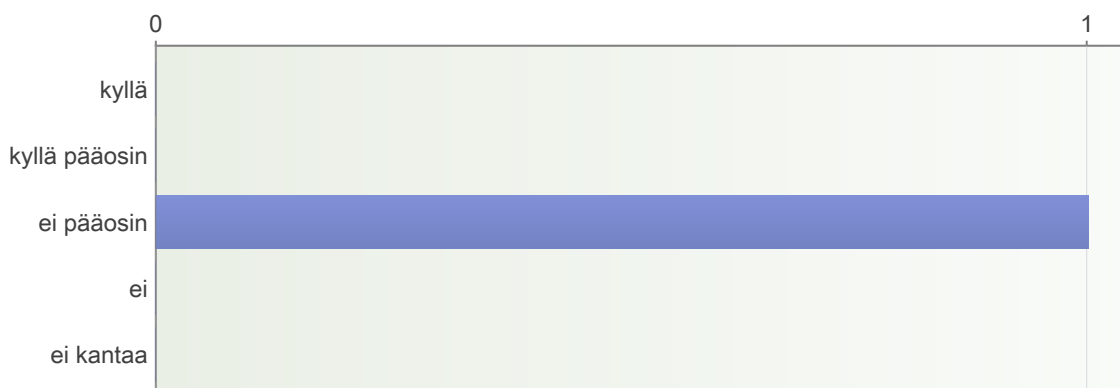 0 1
kyllä
kyllä pääosin
ei pääosin
ei
ei kantaa